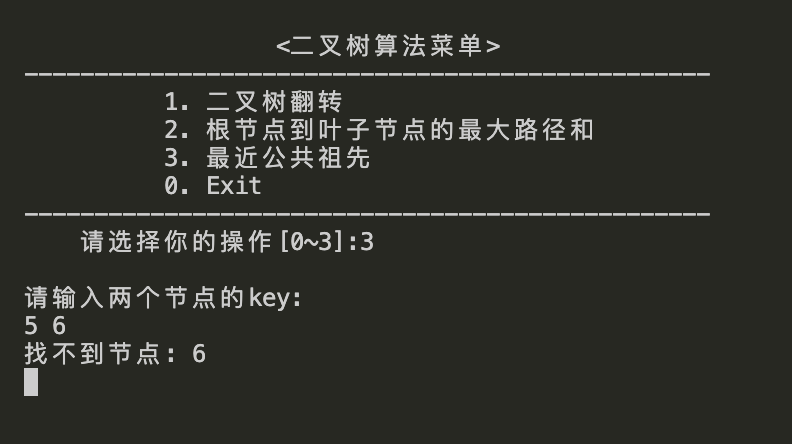 <二叉树算法菜单>
--------------------------------------------------
1. 二叉树翻转
2. 根节点到叶子节点的最大路径和
3. 最近公共祖先
0. Exit
--------------------------------------------------
请选择你的操作[0~3]:3
请输入两个节点的key:
5 6
找不到节点: 6